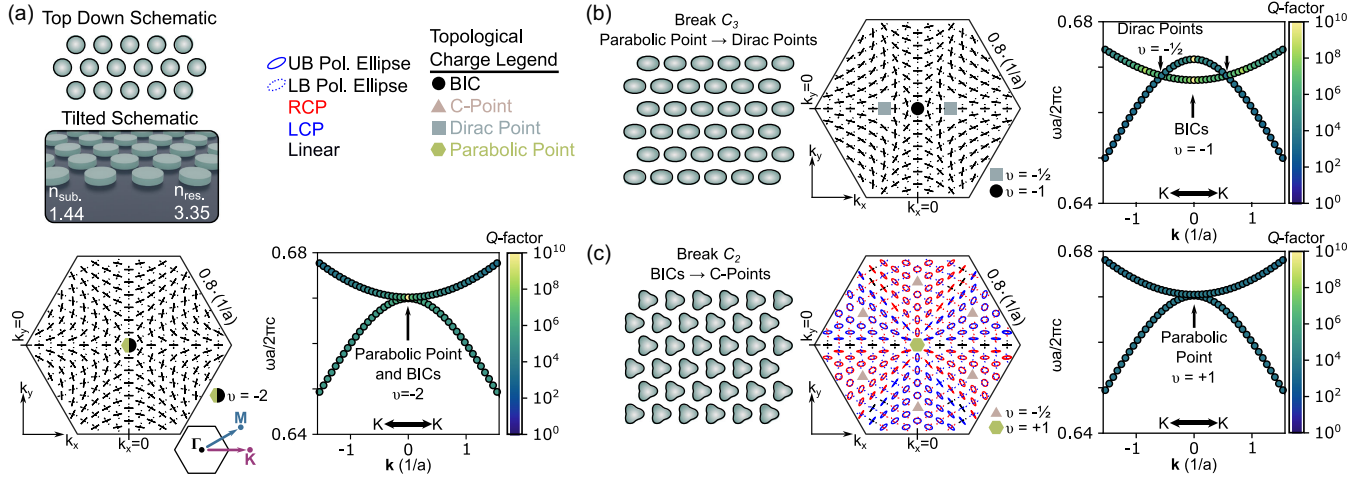 (a)
Top Down Schematic
Tilted Schematic
n_sub.
1.44
n_res.
3.35
UB Pol. Ellipse
LB Pol. Ellipse
RCP
LCP
Linear
Topological
Charge Legend
BIC
C-Point
Dirac Point
Parabolic Point
k_y=0
0.8·(1/a)
k_y
k_x
k_x=0
υ = -2
Γ
M
K
Q-factor
0.68
0.64
ωa/2πc
Parabolic Point
and BICs
υ=-2
K K
-1 0 1
k (1/a)
10^10
10^8
10^6
10^4
10^2
10^0
(b)
Break C_3
Parabolic Point → Dirac Points
k_y=0
0.8·(1/a)
k_y
k_x
k_x=0
υ = -½
υ = -1
Q-factor
0.68
0.64
ωa/2πc
Dirac Points
υ = -½
BICs
υ = -1
K K
-1 0 1
k (1/a)
10^10
10^8
10^6
10^4
10^2
10^0
(c)
Break C_2
BICs → C-Points
k_y=0
0.8·(1/a)
k_y
k_x
k_x=0
υ = -½
υ = +1
Q-factor
0.68
0.64
ωa/2πc
Parabolic
Point
υ = +1
K K
-1 0 1
k (1/a)
10^10
10^8
10^6
10^4
10^2
10^0